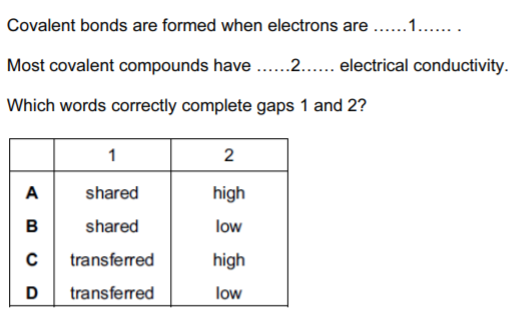 Covalent bonds are formed when electrons are ......1...... .
Most covalent compounds have ......2...... electrical conductivity.
Which words correctly complete gaps 1 and 2?
1 2
A shared high
B shared low
C transferred high
D transferred low